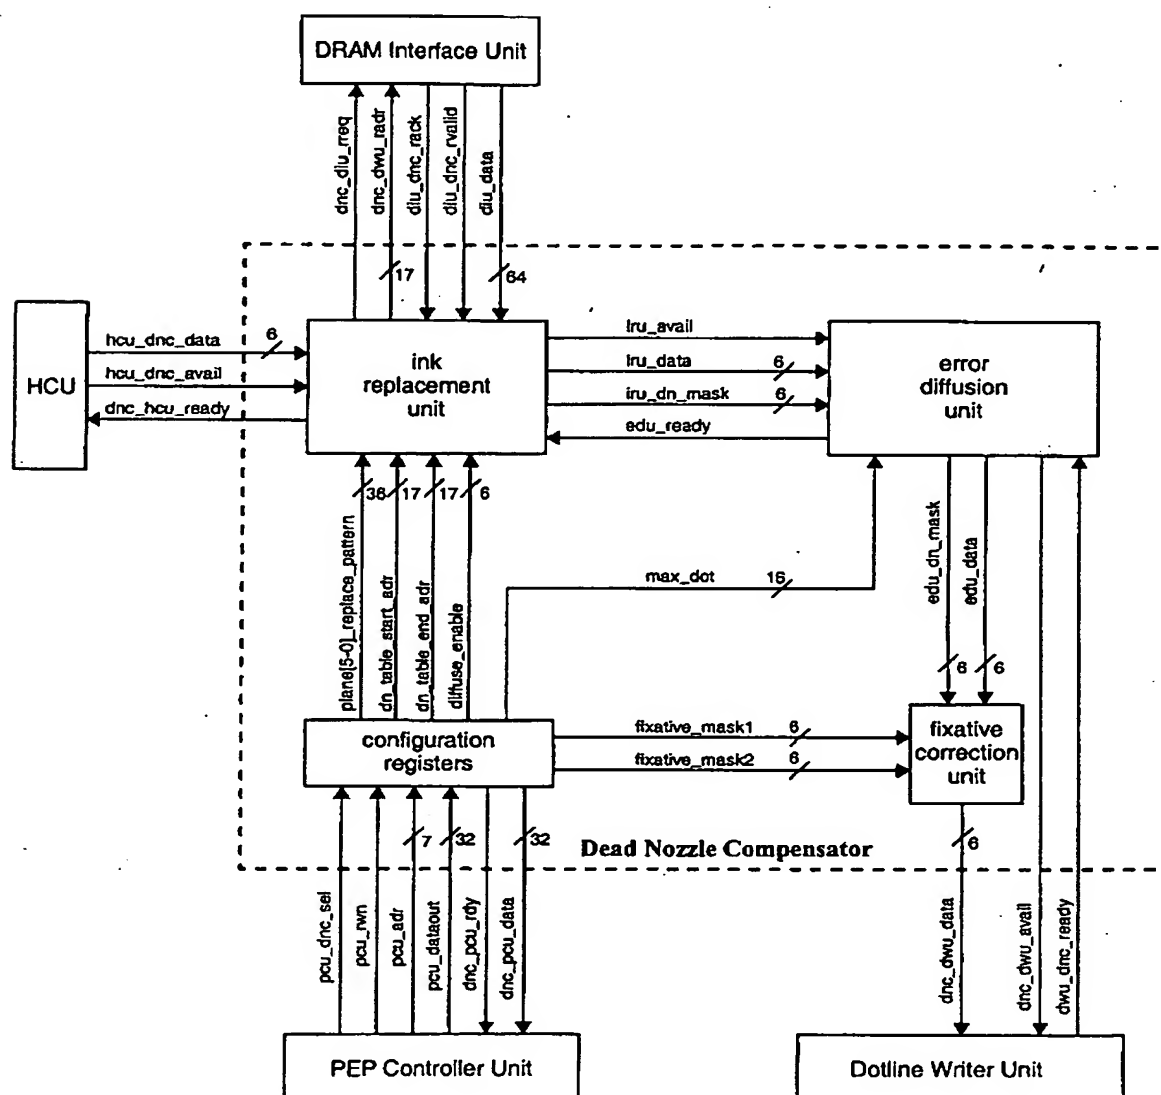 DRAM Interface Unit
dnc_diu_rreq
dnc_dwu_radr
diu_dnc_rack
diu_dnc_rvalid
diu_data
17
64
HCU
hcu_dnc_data
6
hcu_dnc_avail
dnc_hcu_ready
ink
replacement
unit
iru_avail
iru_data
6
iru_dn_mask
6
edu_ready
error
diffusion
unit
36
17
17
6
plane[5-0]_replace_pattern
dn_table_start_adr
dn_table_end_adr
diffuse_enable
max_dot
16
edu_dn_mask
edu_data
6
6
configuration
registers
fixative_mask1
6
fixative_mask2
6
fixative
correction
unit
7
32
32
6
Dead Nozzle Compensator
pcu_dnc_sel
pcu_rwn
pcu_adr
pcu_dataout
dnc_pcu_rdy
dnc_pcu_data
dnc_dwu_data
dnc_dwu_avail
dwu_dnc_ready
PEP Controller Unit
Dotline Writer Unit